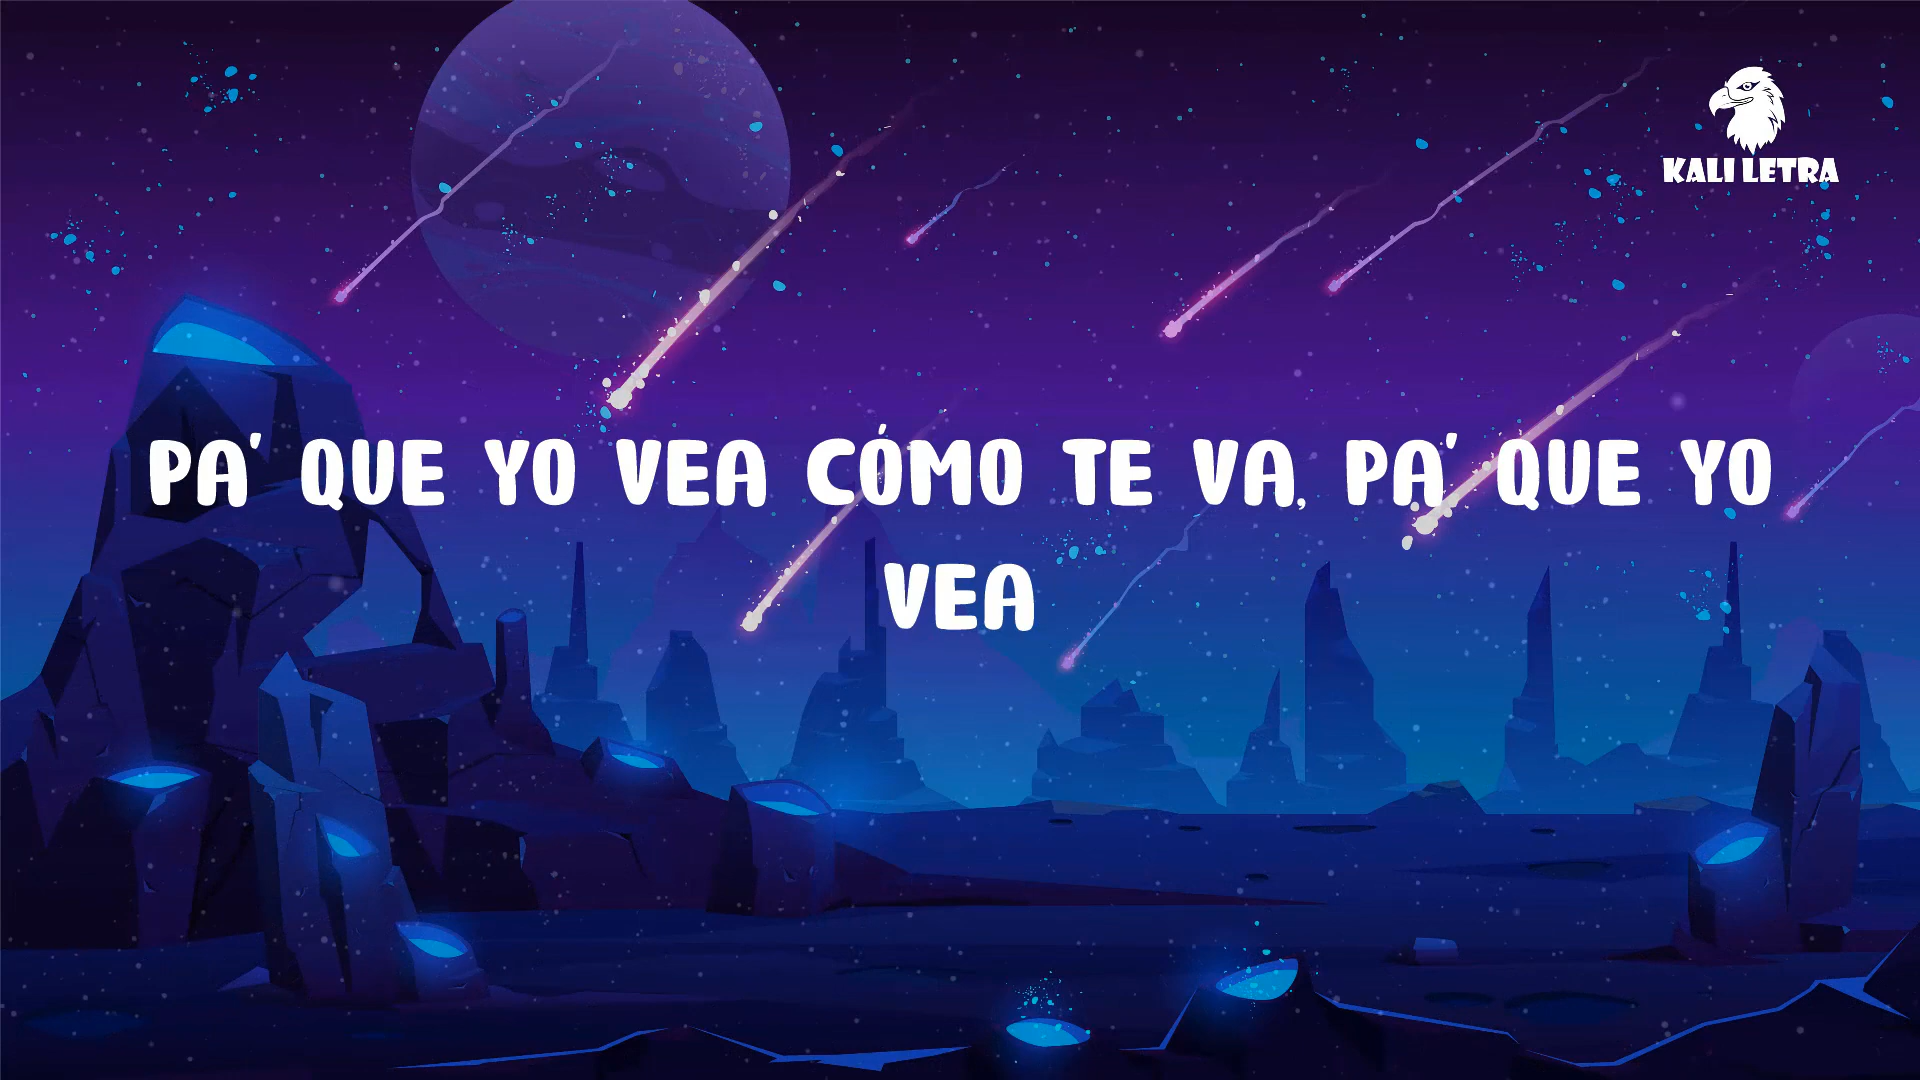 KALI LETRA
PA' QUE YO VEA CÓMO TE VA, PA' QUE YO
VEA